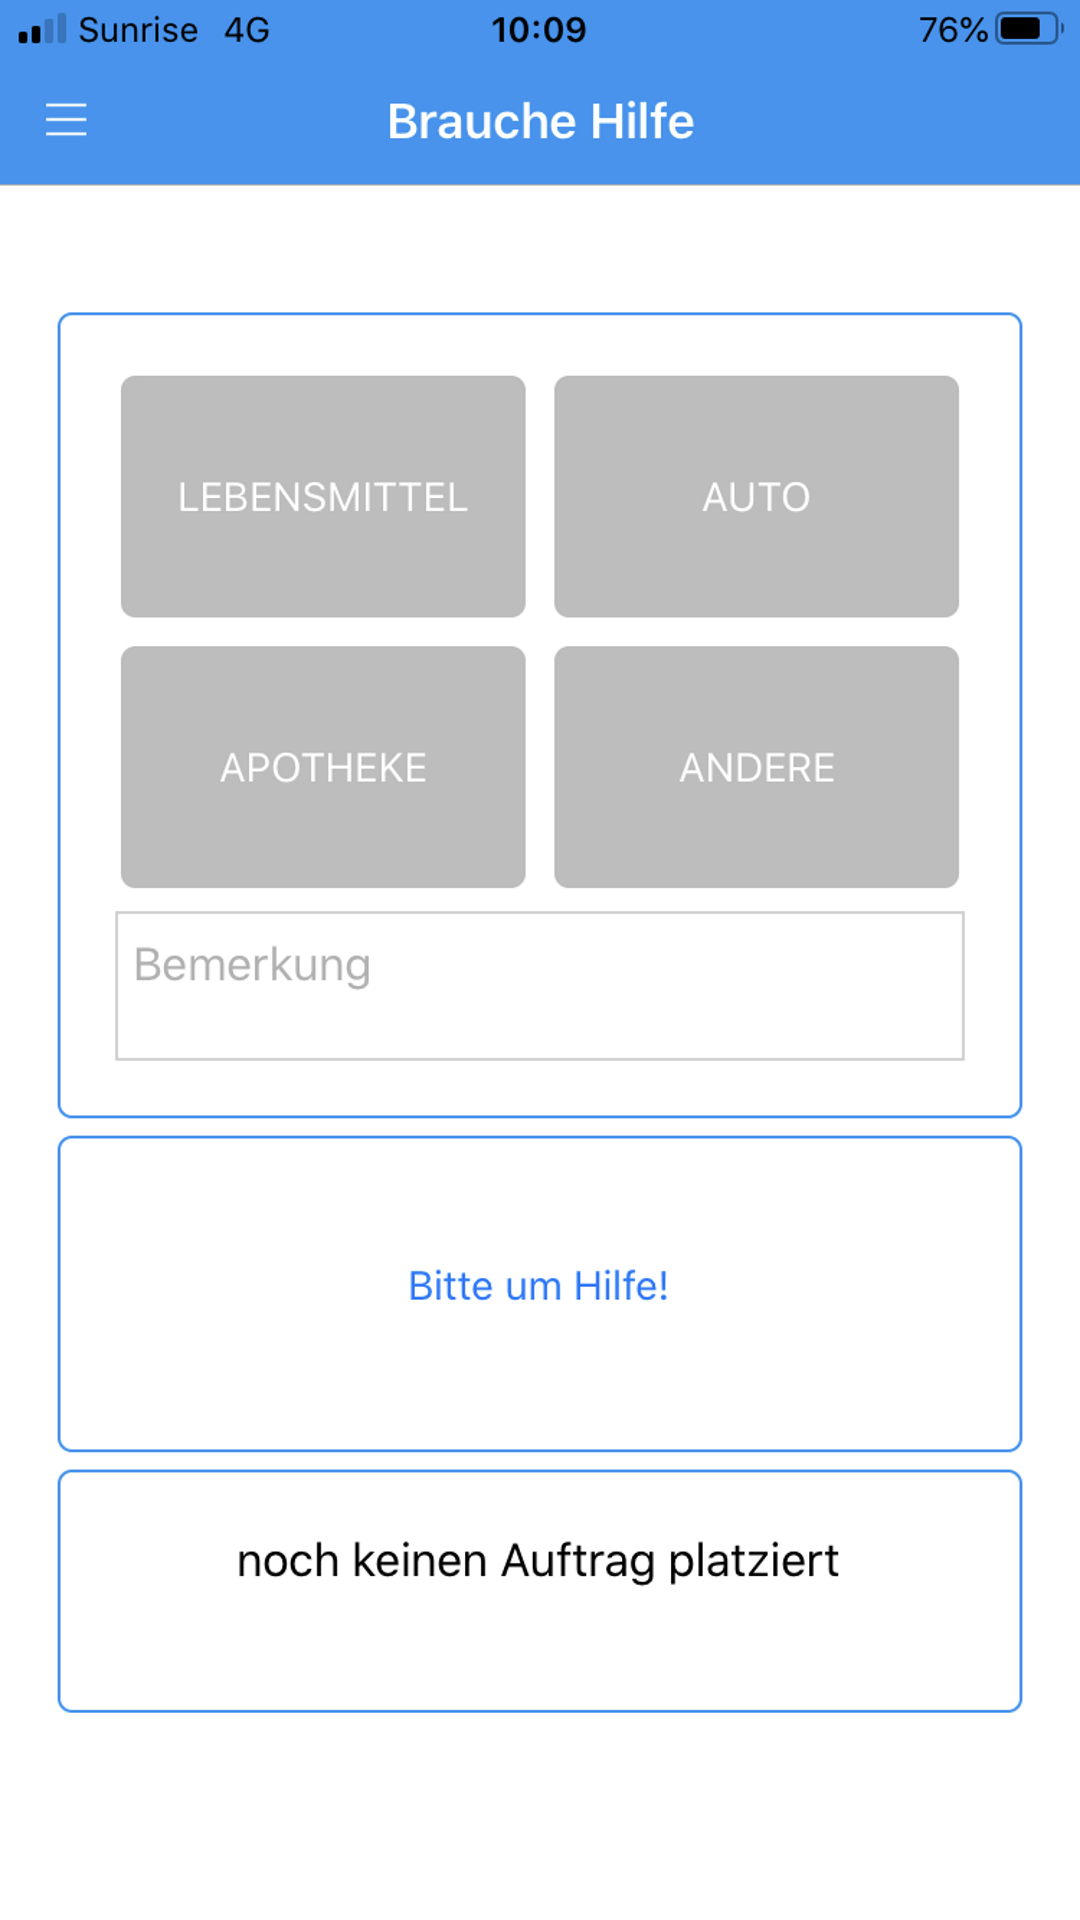 Sunrise 4G 10:09 76%
Brauche Hilfe
LEBENSMITTEL AUTO
APOTHEKE ANDERE
Bemerkung
Bitte um Hilfe!
noch keinen Auftrag platziert